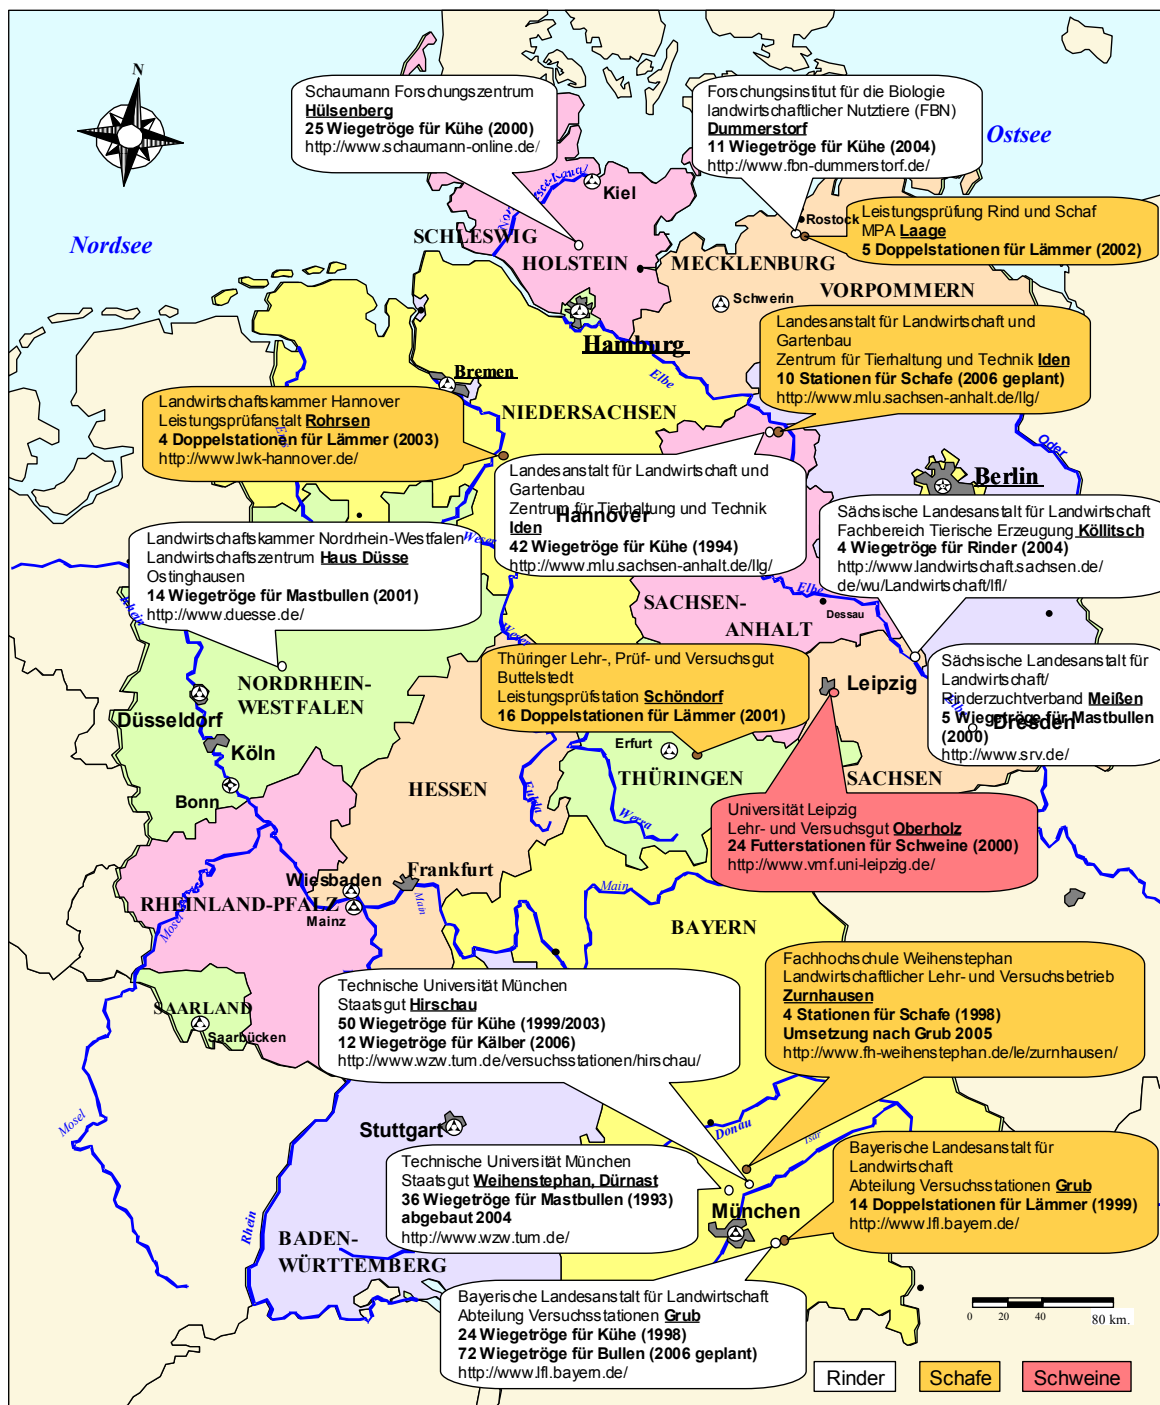 N
Schaumann Forschungszentrum
Hülsenberg
25 Wiegetröge für Kühe (2000)
http://www.schaumann-online.de/
Forschungsinstitut für die Biologie
landwirtschaftlicher Nutztiere (FBN)
Dummerstorf
11 Wiegetröge für Kühe (2004)
http://www.fbn-dummerstorf.de/
Ostsee
Nordsee
Kiel
Rostock
Leistungsprüfung Rind und Schaf
MPA Laage
5 Doppelstationen für Lämmer (2002)
SCHLESWIG
HOLSTEIN
MECKLENBURG
VORPOMMERN
Schwerin
Hamburg
Elbe
Landesanstalt für Landwirtschaft und
Gartenbau
Zentrum für Tierhaltung und Technik Iden
10 Stationen für Schafe (2006 geplant)
http://www.mlu.sachsen-anhalt.de/llg/
Bremen
NIEDERSACHSEN
Landwirtschaftskammer Hannover
Leistungsprüfanstalt Rohrsen
4 Doppelstationen für Lämmer (2003)
http://www.lwk-hannover.de/
Oder
Berlin
Landesanstalt für Landwirtschaft und
Gartenbau
Zentrum für Tierhaltung und Technik
Iden
Hannover
42 Wiegetröge für Kühe (1994)
http://www.mlu.sachsen-anhalt.de/llg/
Sächsische Landesanstalt für Landwirtschaft
Fachbereich Tierische Erzeugung Köllitsch
4 Wiegetröge für Rinder (2004)
http://www.landwirtschaft.sachsen.de/
de/wu/Landwirtschaft/lfl/
Weser
Landwirtschaftskammer Nordrhein-Westfalen
Landwirtschaftszentrum Haus Düsse
Ostinghausen
14 Wiegetröge für Mastbullen (2001)
http://www.duesse.de/
Rhein
Elbe
SACHSEN-
ANHALT
Dessau
Weser
Thüringer Lehr-, Prüf- und Versuchsgut
Buttelstedt
Leistungsprüfstation Schöndorf
16 Doppelstationen für Lämmer (2001)
Leipzig
Sächsische Landesanstalt für
Landwirtschaft/
Rinderzuchtverband Meißen
5 Wiegetröge für Mastbullen
(2000)
http://www.srv.de/
Elbe
Dresden
NORDRHEIN-
WESTFALEN
Düsseldorf
Köln
Bonn
Erfurt
THÜRINGEN
SACHSEN
HESSEN
Fulda
Werra
Universität Leipzig
Lehr- und Versuchsgut Oberholz
24 Futterstationen für Schweine (2000)
http://www.vmf.uni-leipzig.de/
Frankfurt
Wiesbaden
Main
Main
RHEINLAND-PFALZ
Mainz
Mosel
BAYERN
Fachhochschule Weihenstephan
Landwirtschaftlicher Lehr- und Versuchsbetrieb
Zurnhausen
4 Stationen für Schafe (1998)
Umsetzung nach Grub 2005
http://www.fh-weihenstephan.de/le/zurnhausen/
Technische Universität München
Staatsgut Hirschau
50 Wiegetröge für Kühe (1999/2003)
12 Wiegetröge für Kälber (2006)
http://www.wzw.tum.de/versuchsstationen/hirschau/
SAARLAND
Saarbücken
Mosel
Stuttgart
Donau
Isar
Technische Universität München
Staatsgut Weihenstephan, Dürnast
36 Wiegetröge für Mastbullen (1993)
abgebaut 2004
http://www.wzw.tum.de/
Bayerische Landesanstalt für
Landwirtschaft
Abteilung Versuchsstationen Grub
14 Doppelstationen für Lämmer (1999)
http://www.lfl.bayern.de/
München
Rhein
BADEN-
WÜRTTEMBERG
Bayerische Landesanstalt für Landwirtschaft
Abteilung Versuchsstationen Grub
24 Wiegetröge für Kühe (1998)
72 Wiegetröge für Bullen (2006 geplant)
http://www.lfl.bayern.de/
0 20 40 80 km.
Rinder
Schafe
Schweine